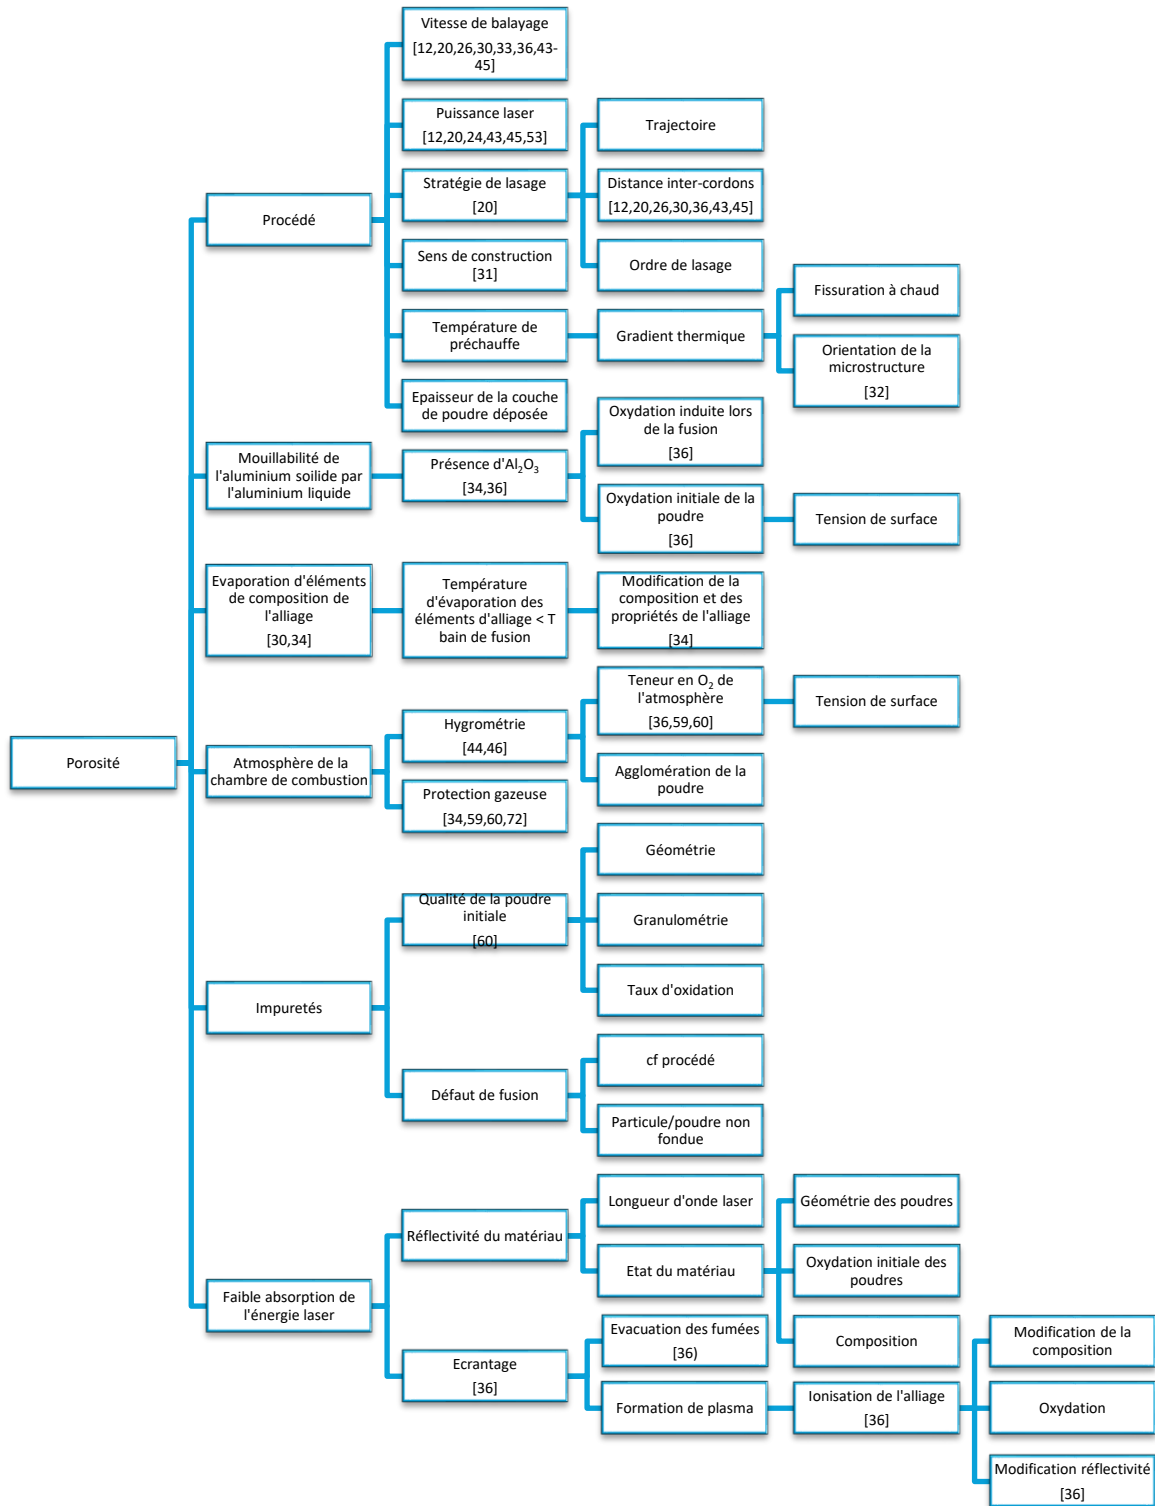 Vitesse de balayage
[12,20,26,30,33,36,43-
45]
Puissance laser
[12,20,24,43,45,53]
Trajectoire
Stratégie de lasage
[20]
Distance inter-cordons
[12,20,26,30,36,43,45]
Procédé
Sens de construction
[31]
Ordre de lasage
Fissuration à chaud
Température de
préchauffe
Gradient thermique
Orientation de la
microstructure
[32]
Epaisseur de la couche
de poudre déposée
Oxydation induite lors
de la fusion
[36]
Mouillabilité de
l'aluminium soilide par
l'aluminium liquide
Présence d'Al₂O₃
[34,36]
Oxydation initiale de la
poudre
[36]
Tension de surface
Evaporation d'éléments
de composition de
l'alliage
[30,34]
Température
d'évaporation des
éléments d'alliage < T
bain de fusion
Modification de la
composition et des
propriétés de l'alliage
[34]
Teneur en O₂ de
l'atmosphère
[36,59,60]
Tension de surface
Hygrométrie
[44,46]
Porosité
Atmosphère de la
chambre de combustion
Agglomération de la
poudre
Protection gazeuse
[34,59,60,72]
Géométrie
Qualité de la poudre
initiale
[60]
Granulométrie
Taux d'oxidation
Impuretés
cf procédé
Défaut de fusion
Particule/poudre non
fondue
Longueur d'onde laser
Géométrie des poudres
Réflectivité du matériau
Etat du matériau
Oxydation initiale des
poudres
Faible absorption de
l'énergie laser
Evacuation des fumées
[36)
Composition
Modification de la
composition
Ecrantage
[36]
Formation de plasma
Ionisation de l'alliage
[36]
Oxydation
Modification réflectivité
[36]